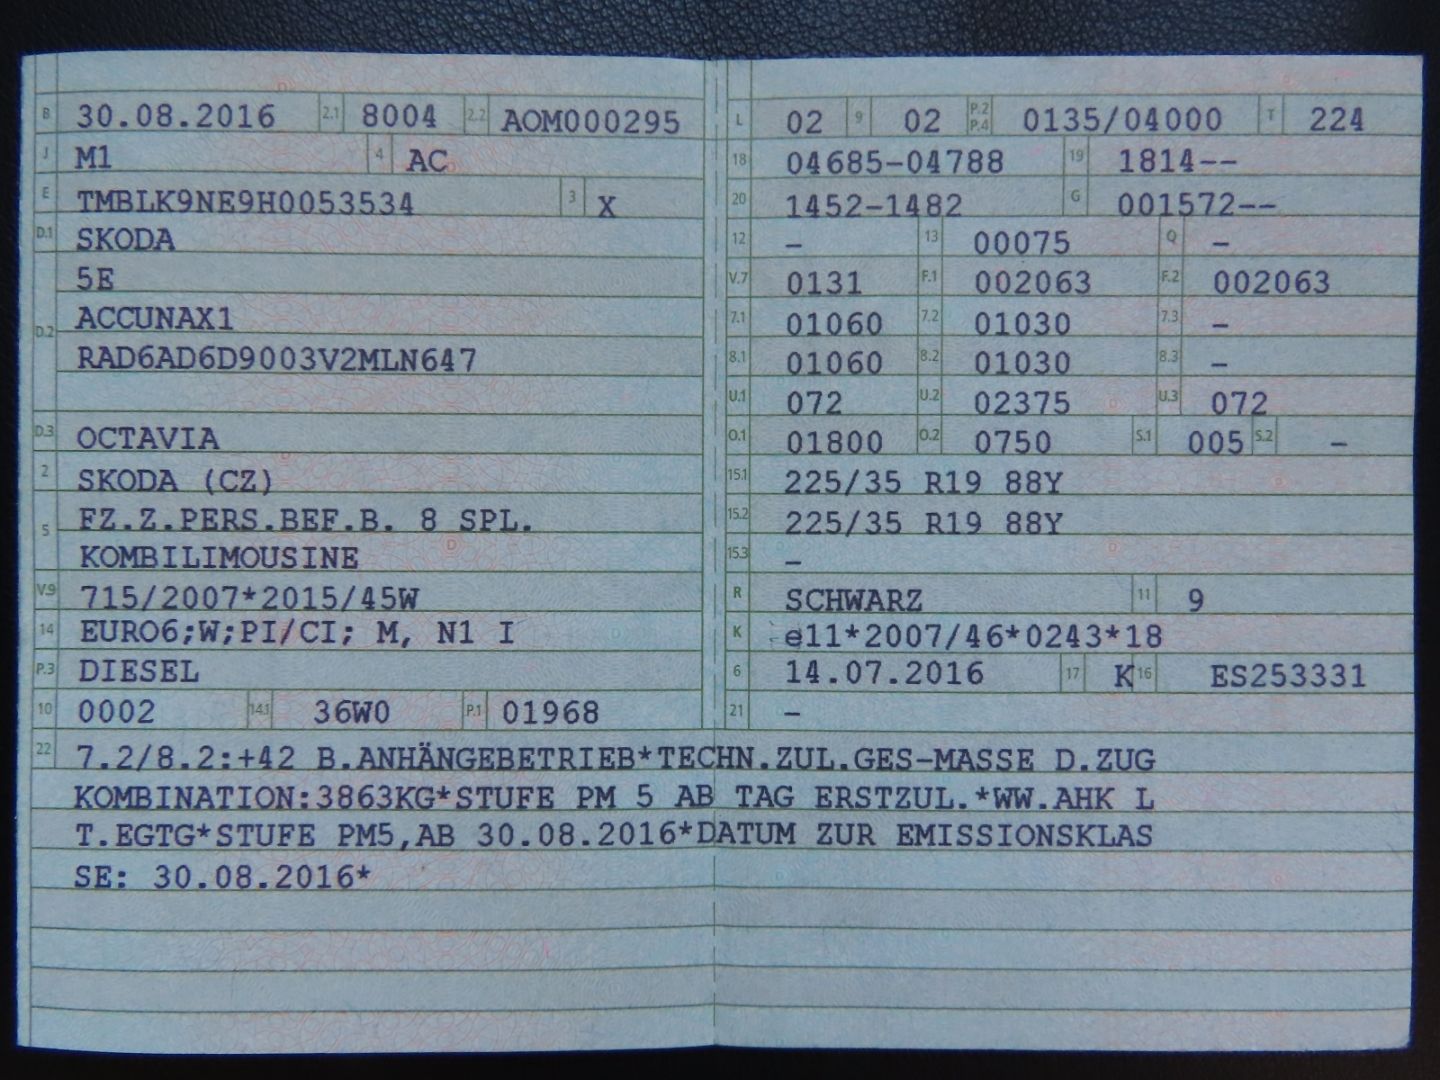 B 30.08.2016 2.1 8004 2.2 AOM000295
J M1 4 AC
E TMBLK9NE9H0053534 3 X
D.1 SKODA
5E
D.2 ACCUNAX1
RAD6AD6D9003V2MLN647
D.3 OCTAVIA
2 SKODA (CZ)
5 FZ.Z.PERS.BEF.B. 8 SPL.
KOMBILIMOUSINE
V.9 715/2007*2015/45W
14 EURO6;W;PI/CI; M, N1 I
P.3 DIESEL
10 0002 14.1 36W0 P.1 01968
L 02 9 02 P.2 P.4 0135/04000 T 224
18 04685-04788 19 1814--
20 1452-1482 G 001572--
12 - 13 00075 Q -
V.7 0131 F.1 002063 F.2 002063
7.1 01060 7.2 01030 7.3 -
8.1 01060 8.2 01030 8.3 -
U.1 072 U.2 02375 U.3 072
O.1 01800 O.2 0750 S.1 005 S.2 -
15.1 225/35 R19 88Y
15.2 225/35 R19 88Y
15.3 -
R SCHWARZ 11 9
K e11*2007/46*0243*18
6 14.07.2016 17 K 16 ES253331
21 -
22 7.2/8.2:+42 B.ANHÄNGEBETRIEB*TECHN.ZUL.GES-MASSE D.ZUG
KOMBINATION:3863KG*STUFE PM 5 AB TAG ERSTZUL.*WW.AHK L
T.EGTG*STUFE PM5,AB 30.08.2016*DATUM ZUR EMISSIONSKLAS
SE: 30.08.2016*